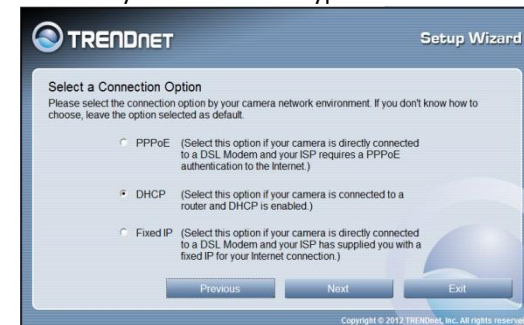 TRENDNET
Setup Wizard
Select a Connection Option
Please select the connection option by your camera network environment. If you don't know how to
choose, leave the option selected as default.
PPPoE (Select this option if your camera is directly connected
to a DSL Modem and your ISP requires a PPPoE
authentication to the Internet.)
DHCP (Select this option if your camera is connected to a
router and DHCP is enabled.)
Fixed IP (Select this option if your camera is directly connected
to a DSL Modem and your ISP has supplied you with a
fixed IP for your Internet connection.)
Previous Next Exit
Copyright © 2012 TRENDnet, Inc. All rights reserve